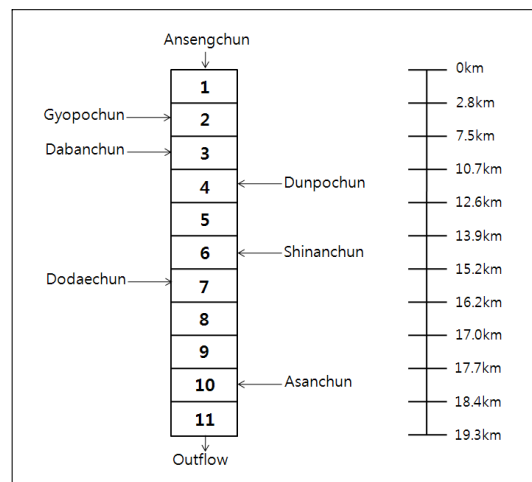 Ansengchun
0km
1
2.8km
Gyopochun
2
7.5km
Dabanchun
3
10.7km
4
Dunpochun
12.6km
5
13.9km
6
Shinanchun
15.2km
Dodaechun
7
16.2km
8
17.0km
9
17.7km
10
Asanchun
18.4km
11
19.3km
Outflow